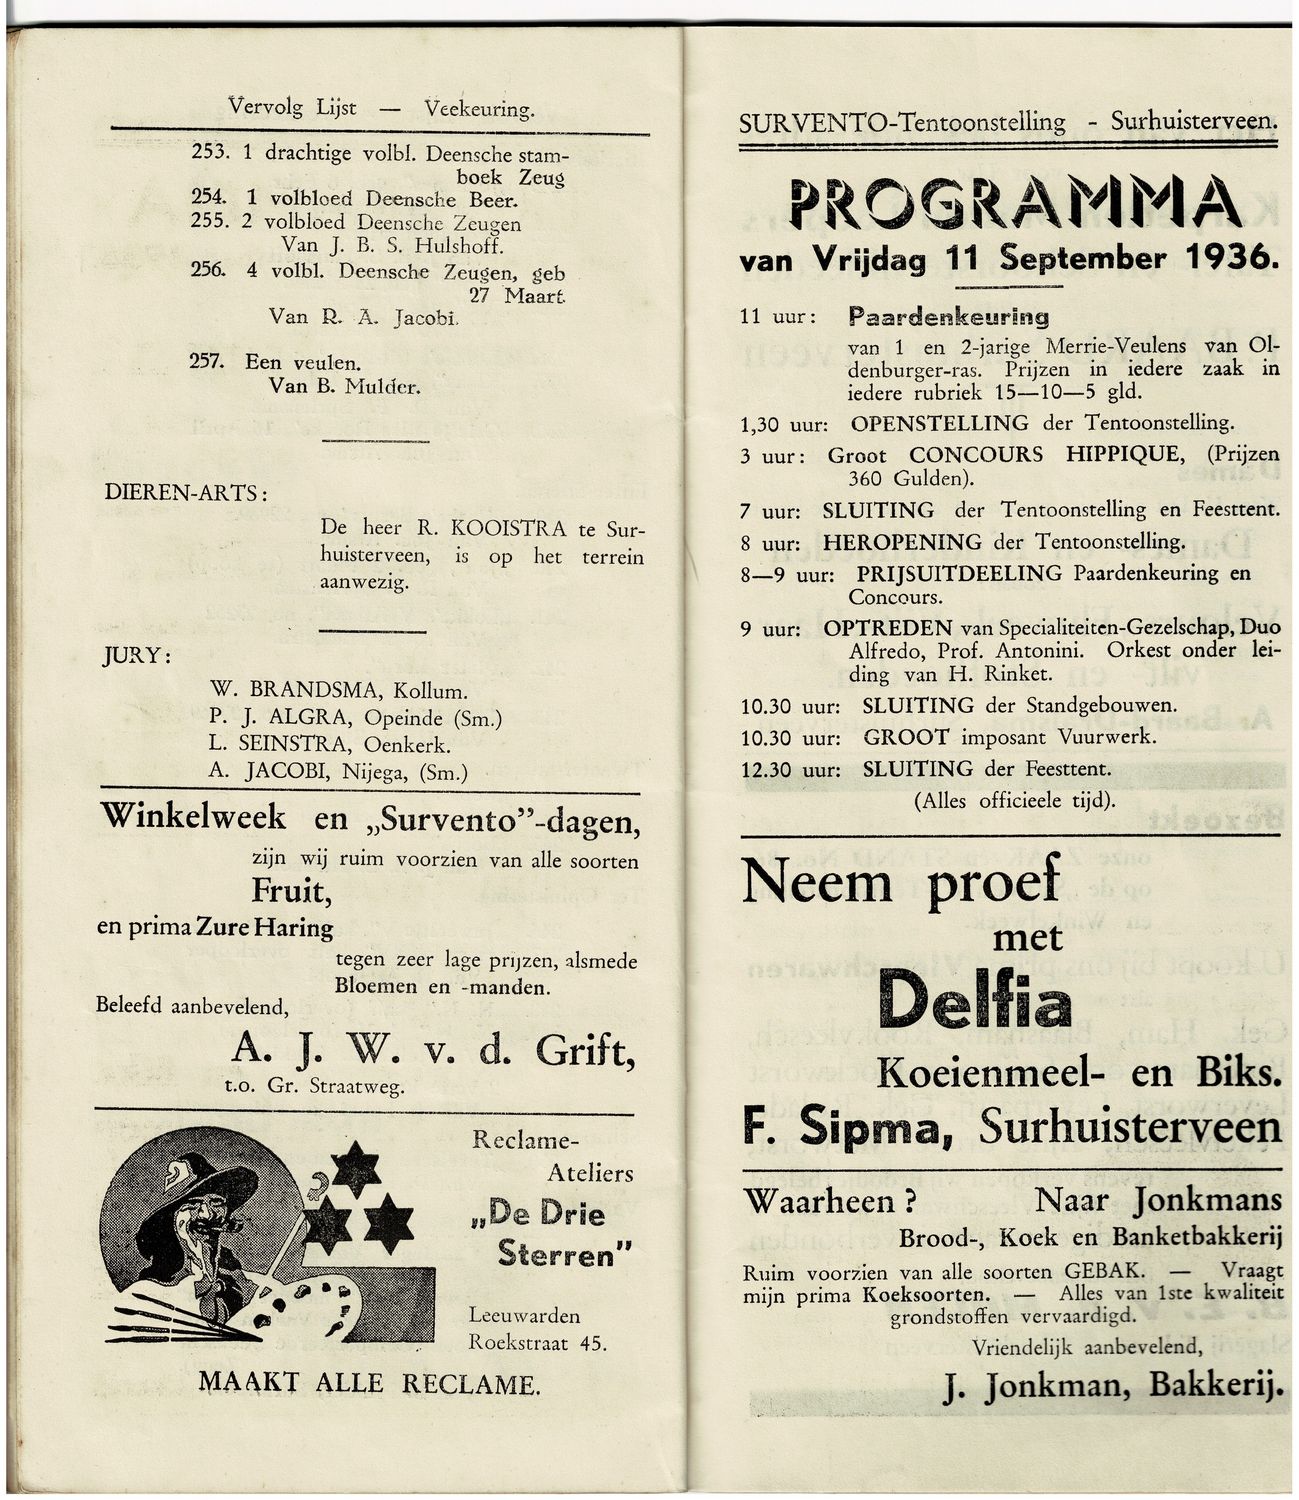 Vervolg Lijst — Veekeuring.
253. 1 drachtige volbl. Deensche stam-
boek Zeug
254. 1 volbloed Deensche Beer.
255. 2 volbloed Deensche Zeugen
Van J. B. S. Hulshoff.
256. 4 volbl. Deensche Zeugen, geb
27 Maart.
Van R. A. Jacobi.
257. Een veulen.
Van B. Mulder.
DIEREN-ARTS:
De heer R. KOOISTRA te Sur-
huisterveen, is op het terrein
aanwezig.
JURY:
W. BRANDSMA, Kollum.
P. J. ALGRA, Opeinde (Sm.)
L. SEINSTRA, Oenkerk.
A. JACOBI, Nijega, (Sm.)
Winkelweek en „Survento”-dagen,
zijn wij ruim voorzien van alle soorten
Fruit,
en prima Zure Haring
tegen zeer lage prijzen, alsmede
Bloemen en -manden.
Beleefd aanbevelend,
A. J. W. v. d. Grift,
t.o. Gr. Straatweg.
Reclame-
Ateliers
„De Drie
Sterren”
Leeuwarden
Roekstraat 45.
MAAKT ALLE RECLAME.
SURVENTO-Tentoonstelling - Surhuisterveen.
PROGRAMMA
van Vrijdag 11 September 1936.
11 uur: Paardenkeuring
van 1 en 2-jarige Merrie-Veulens van Ol-
denburger-ras. Prijzen in iedere zaak in
iedere rubriek 15—10—5 gld.
1,30 uur: OPENSTELLING der Tentoonstelling.
3 uur: Groot CONCOURS HIPPIQUE, (Prijzen
360 Gulden).
7 uur: SLUITING der Tentoonstelling en Feesttent.
8 uur: HEROPENING der Tentoonstelling.
8—9 uur: PRIJSUITDEELING Paardenkeuring en
Concours.
9 uur: OPTREDEN van Specialiteiten-Gezelschap, Duo
Alfredo, Prof. Antonini. Orkest onder lei-
ding van H. Rinket.
10.30 uur: SLUITING der Standgebouwen.
10.30 uur: GROOT imposant Vuurwerk.
12.30 uur: SLUITING der Feesttent.
(Alles officieele tijd).
Neem proef
met
Delfia
Koeienmeel- en Biks.
F. Sipma, Surhuisterveen
Waarheen? Naar Jonkmans
Brood-, Koek en Banketbakkerij
Ruim voorzien van alle soorten GEBAK. — Vraagt
mijn prima Koeksoorten. — Alles van 1ste kwaliteit
grondstoffen vervaardigd.
Vriendelijk aanbevelend,
J. Jonkman, Bakkerij.